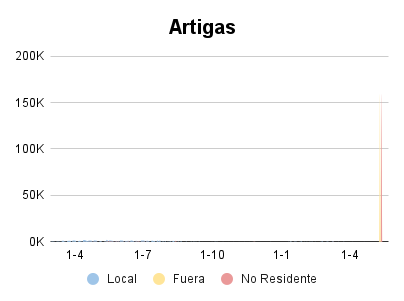 Artigas
200K
150K
100K
50K
0K
1-4 1-7 1-10 1-1 1-4
Local Fuera No Residente